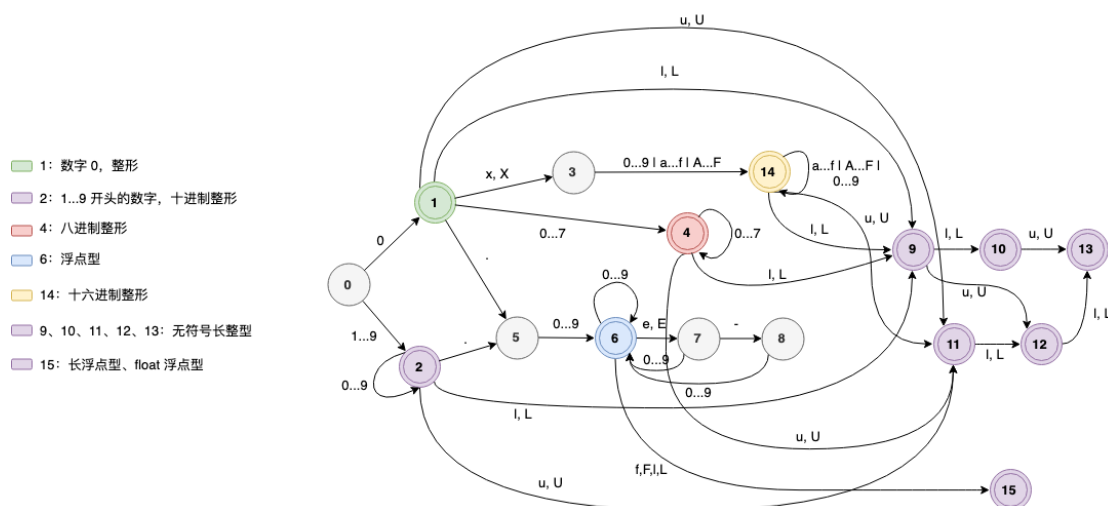 1：数字 0，整形
2：1...9 开头的数字，十进制整形
4：八进制整形
6：浮点型
14：十六进制整形
9、10、11、12、13：无符号长整型
15：长浮点型、float 浮点型
u, U
l, L
0...9 | a...f | A...F
a...f | A...F |
0...9
x, X
3
14
1
0...7
4
0...7
u, U
l, L
9
l, L
10
u, U
13
0
.
l, L
u, U
0
0...9
1...9
.
5
0...9
6
e, E
7
-
8
11
l, L
12
l, L
0...9
2
0...9
0...9
l, L
u, U
f,F,l,L
u, U
15